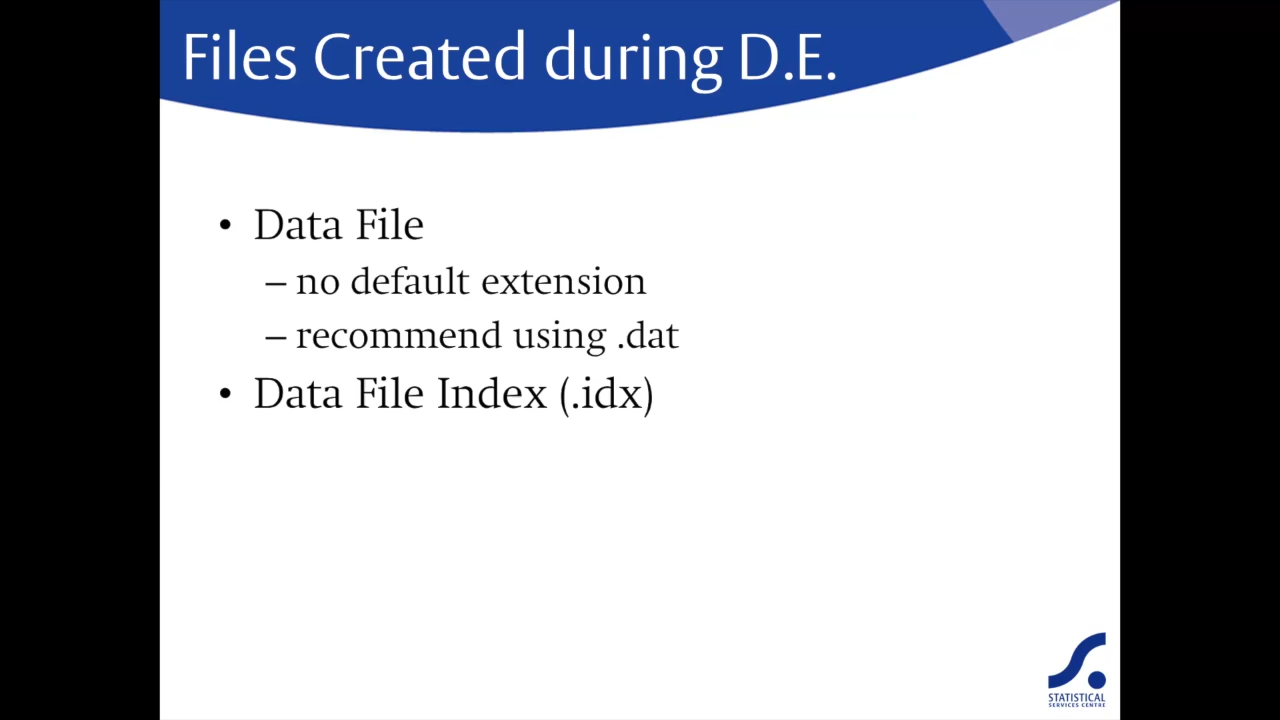 Files Created during D.E.
• Data File
– no default extension
– recommend using .dat
• Data File Index (.idx)
STATISTICAL
SERVICES CENTRE